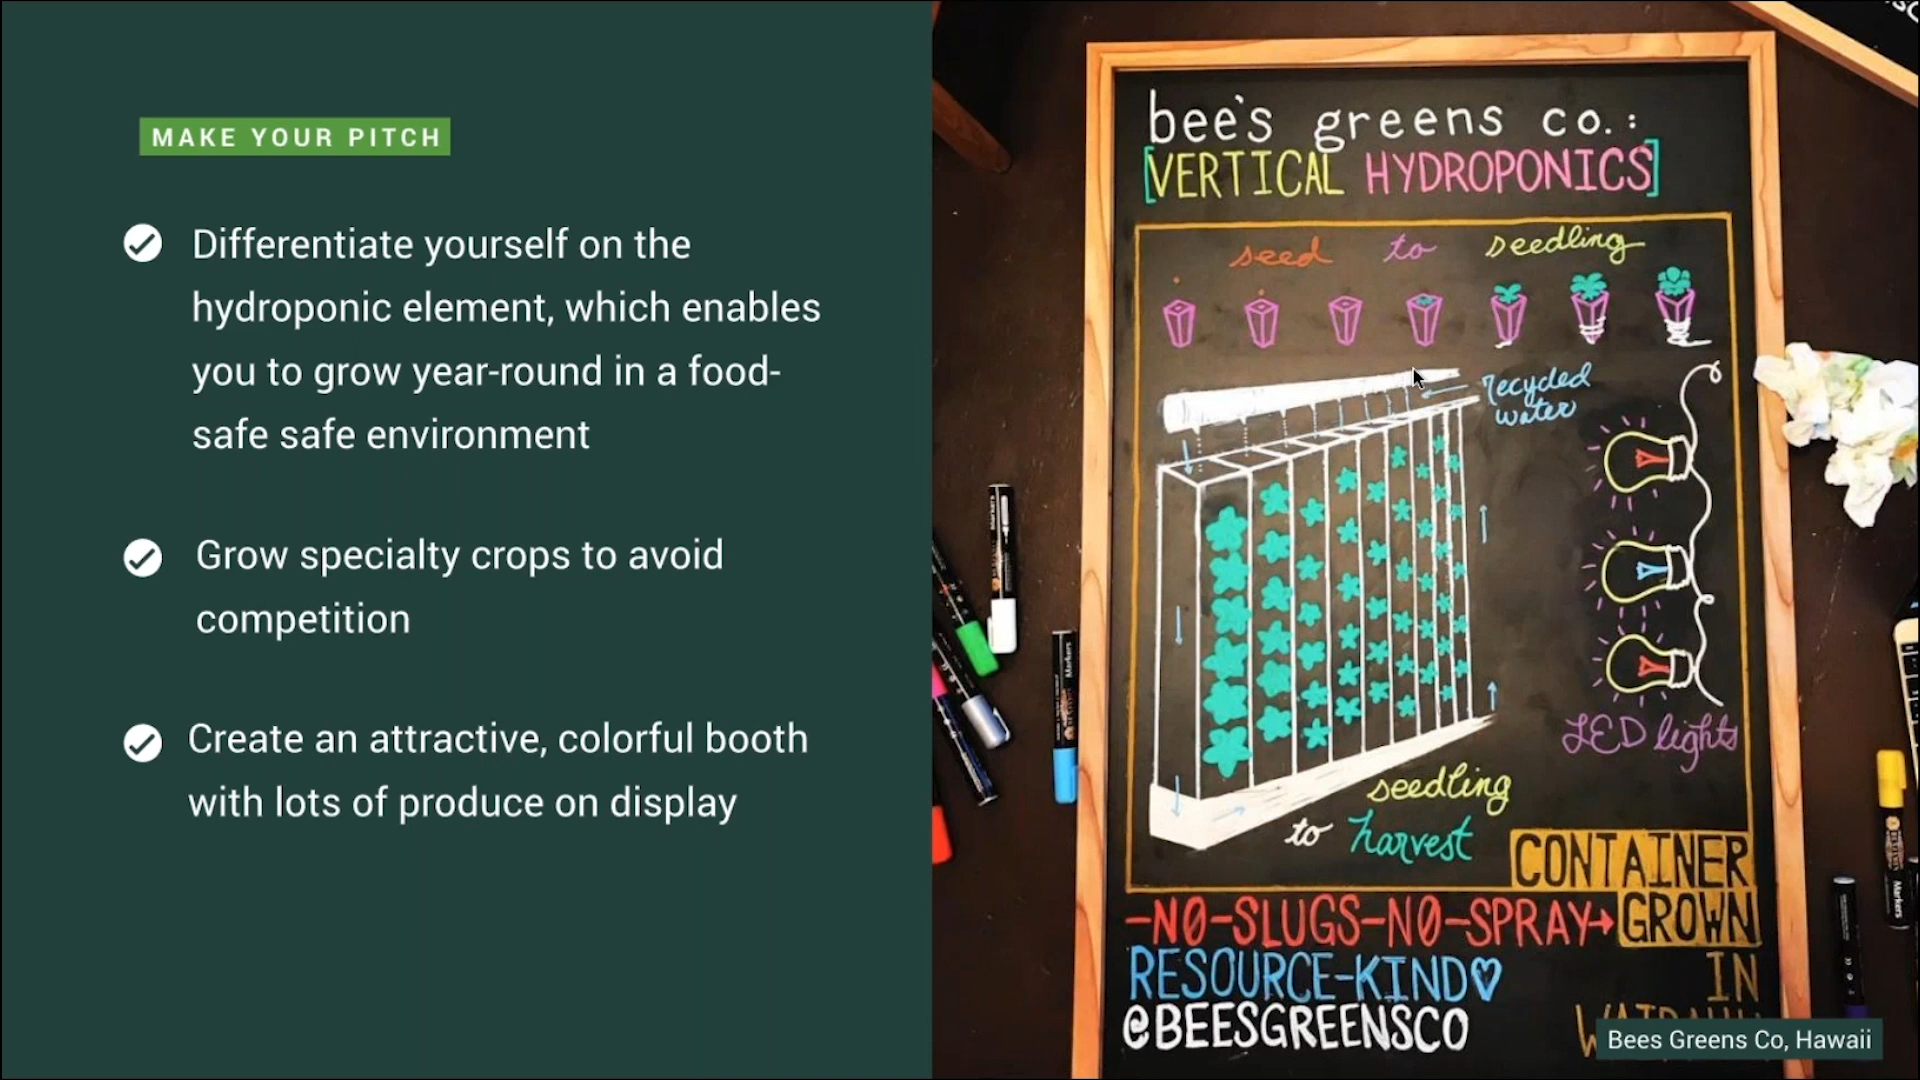 MAKE YOUR PITCH
Differentiate yourself on the
hydroponic element, which enables
you to grow year-round in a food-
safe safe environment
Grow specialty crops to avoid
competition
Create an attractive, colorful booth
with lots of produce on display
bee's greens co.:
[VERTICAL HYDROPONICS]
seed to seedling
recycled
water
LED lights
seedling
to harvest
CONTAINER
-NO-SLUGS-NO-SPRAY→ GROWN
RESOURCE-KIND♡ IN
@BEESGREENSCO
Bees Greens Co, Hawaii
Markers
Markers